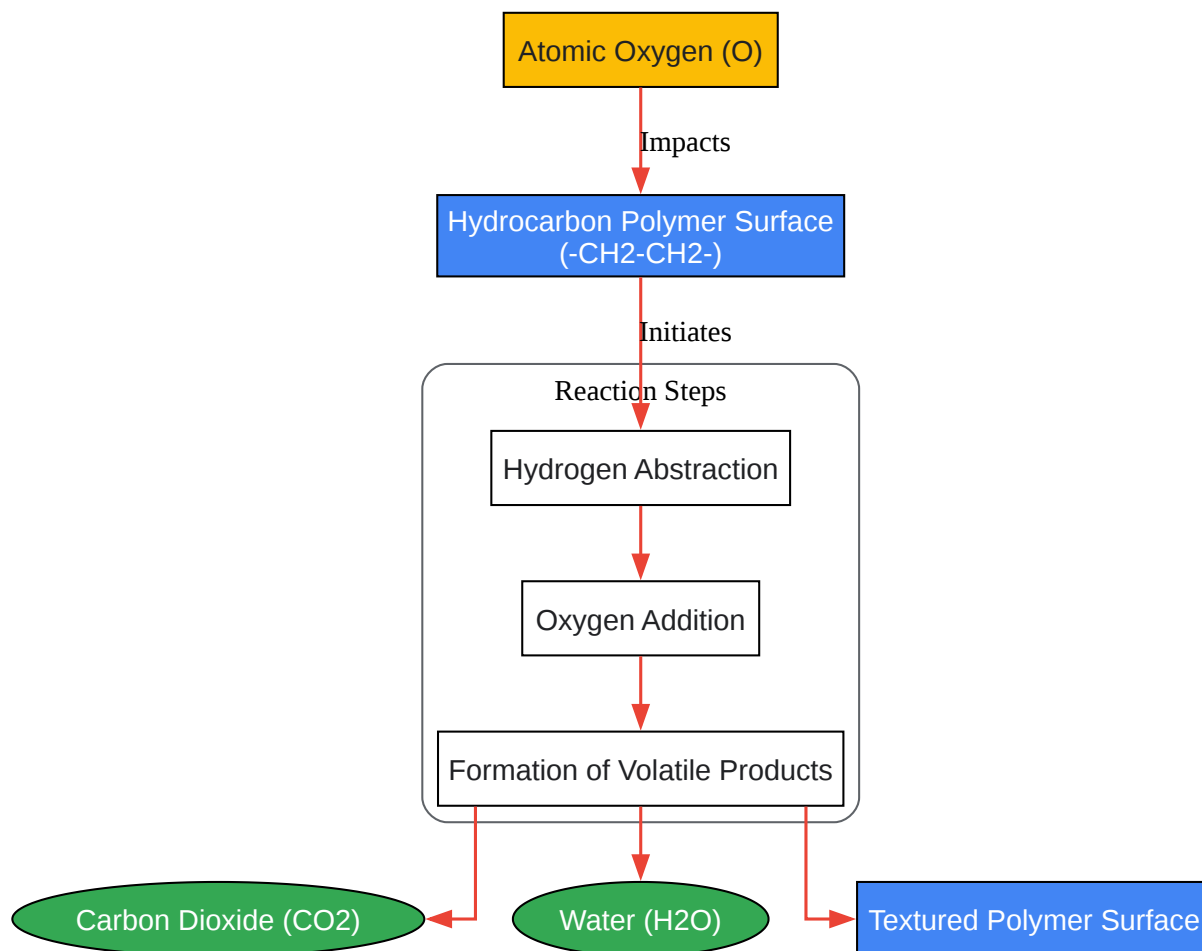 Atomic Oxygen (O)
Impacts
Hydrocarbon Polymer Surface
(-CH2-CH2-)
Initiates
Reaction Steps
Hydrogen Abstraction
Oxygen Addition
Formation of Volatile Products
Carbon Dioxide (CO2)
Water (H2O)
Textured Polymer Surface